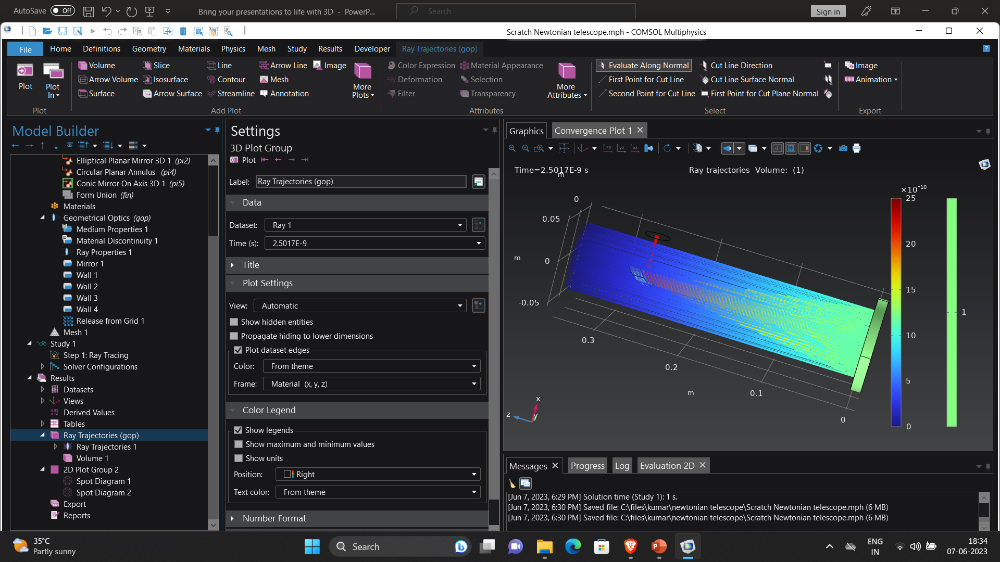 AutoSave Off
Bring your presentations to life with 3D - PowerP...
Search
Sign in
Scratch Newtonian telescope.mph - COMSOL Multiphysics
File Home Definitions Geometry Materials Physics Mesh Study Results Developer Ray Trajectories (gop)
Plot
Plot In
Plot
Volume
Arrow Volume
Surface
Slice
Isosurface
Arrow Surface
Line
Contour
Streamline
Arrow Line
Mesh
Annotation
Image
More Plots
Add Plot
Color Expression
Deformation
Filter
Material Appearance
Selection
Transparency
More Attributes
Attributes
Evaluate Along Normal
First Point for Cut Line
Second Point for Cut Line
Cut Line Direction
Cut Line Surface Normal
First Point for Cut Plane Normal
Select
Image
Animation
Export
Model Builder
Elliptical Planar Mirror 3D 1 (pi2)
Circular Planar Annulus (pi4)
Conic Mirror On Axis 3D 1 (pi5)
Form Union (fin)
Materials
Geometrical Optics (gop)
Medium Properties 1
Material Discontinuity 1
Ray Properties 1
Mirror 1
Wall 1
Wall 2
Wall 3
Wall 4
Release from Grid 1
Mesh 1
Study 1
Step 1: Ray Tracing
Solver Configurations
Results
Datasets
Views
Derived Values
Tables
Ray Trajectories (gop)
Ray Trajectories 1
Volume 1
2D Plot Group 2
Spot Diagram 1
Spot Diagram 2
Export
Reports
Settings
3D Plot Group
Plot
Label: Ray Trajectories (gop)
Data
Dataset: Ray 1
Time (s): 2.5017E-9
Title
Plot Settings
View: Automatic
Show hidden entities
Propagate hiding to lower dimensions
Plot dataset edges
Color: From theme
Frame: Material (x, y, z)
Color Legend
Show legends
Show maximum and minimum values
Show units
Position: Right
Text color: From theme
Number Format
Graphics
Convergence Plot 1
Time=2.5017E-9 s
Ray trajectories Volume: (1)
m
0
0.05
m
0
-0.05
0.3
0.2
m
0.1
0
x
z
y
×10⁻¹⁰
25
20
15
10
5
0
1
Messages Progress Log Evaluation 2D
[Jun 7, 2023, 6:29 PM] Solution time (Study 1): 1 s.
[Jun 7, 2023, 6:30 PM] Saved file: C:\files\kumar\newtonian telescope\Scratch Newtonian telescope.mph (6 MB)
[Jun 7, 2023, 6:30 PM] Saved file: C:\files\kumar\newtonian telescope\Scratch Newtonian telescope.mph (6 MB)
35°C
Partly sunny
Search
ENG
IN
18:34
07-06-2023